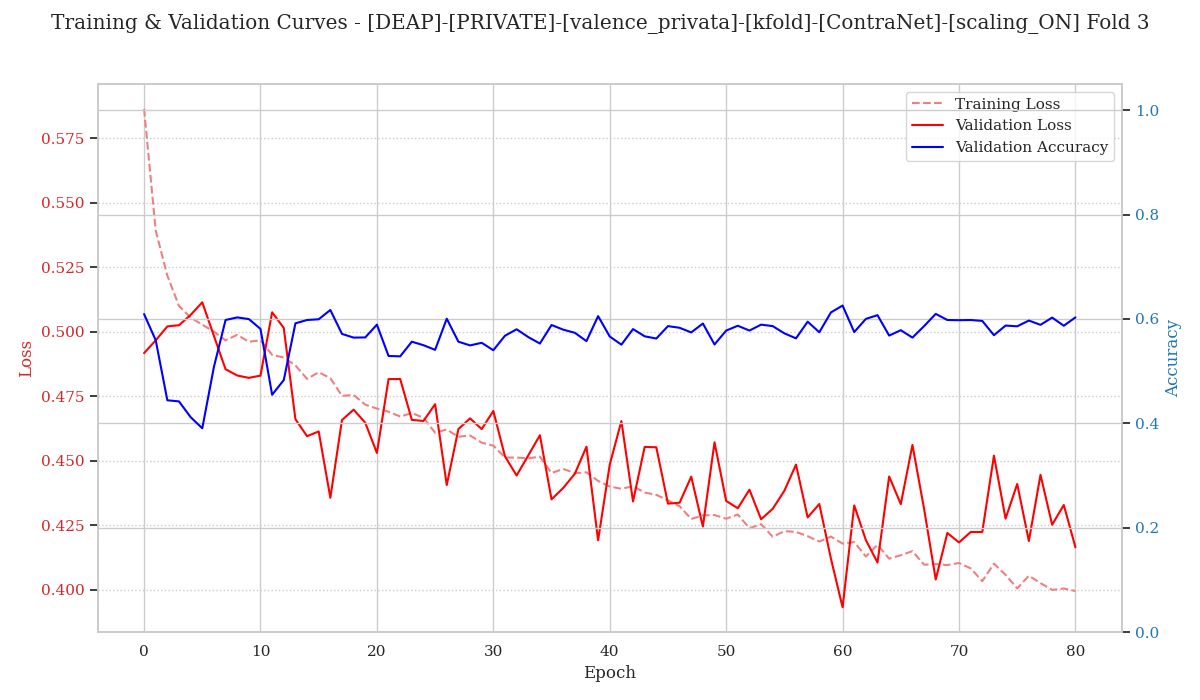 Training & Validation Curves - [DEAP]-[PRIVATE]-[valence_privata]-[kfold]-[ContraNet]-[scaling_ON] Fold 3
Training Loss
Validation Loss
Validation Accuracy
Loss
0.575
0.550
0.525
0.500
0.475
0.450
0.425
0.400
1.0
0.8
0.6
0.4
0.2
0.0
Accuracy
0 10 20 30 40 50 60 70 80
Epoch